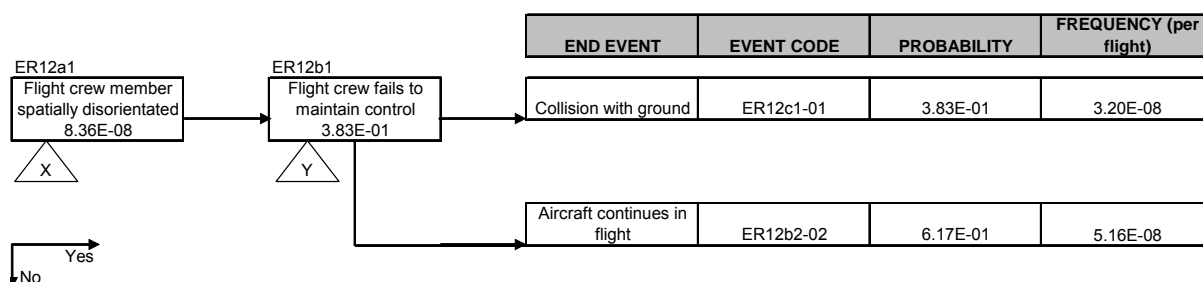 END EVENT
EVENT CODE
PROBABILITY
FREQUENCY (per
flight)
ER12a1
Flight crew member
spatially disorientated
8.36E-08
X
ER12b1
Flight crew fails to
maintain control
3.83E-01
Y
Collision with ground
ER12c1-01
3.83E-01
3.20E-08
Aircraft continues in
flight
ER12b2-02
6.17E-01
5.16E-08
Yes
No